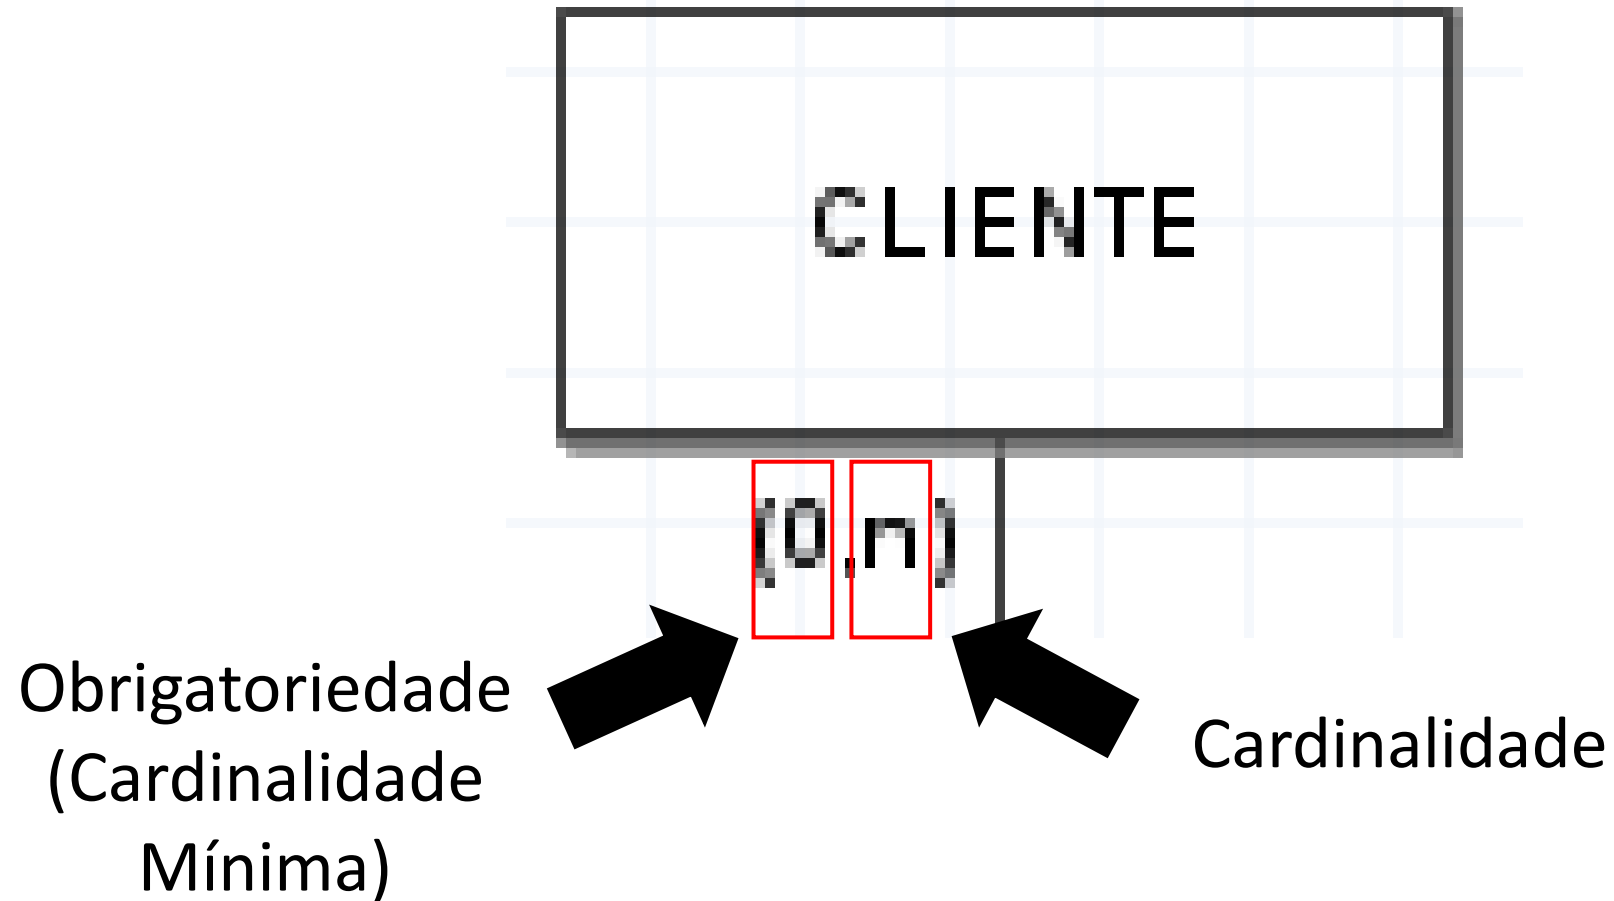 CLIENTE
(0,n)
Obrigatoriedade
(Cardinalidade
Mínima)
Cardinalidade